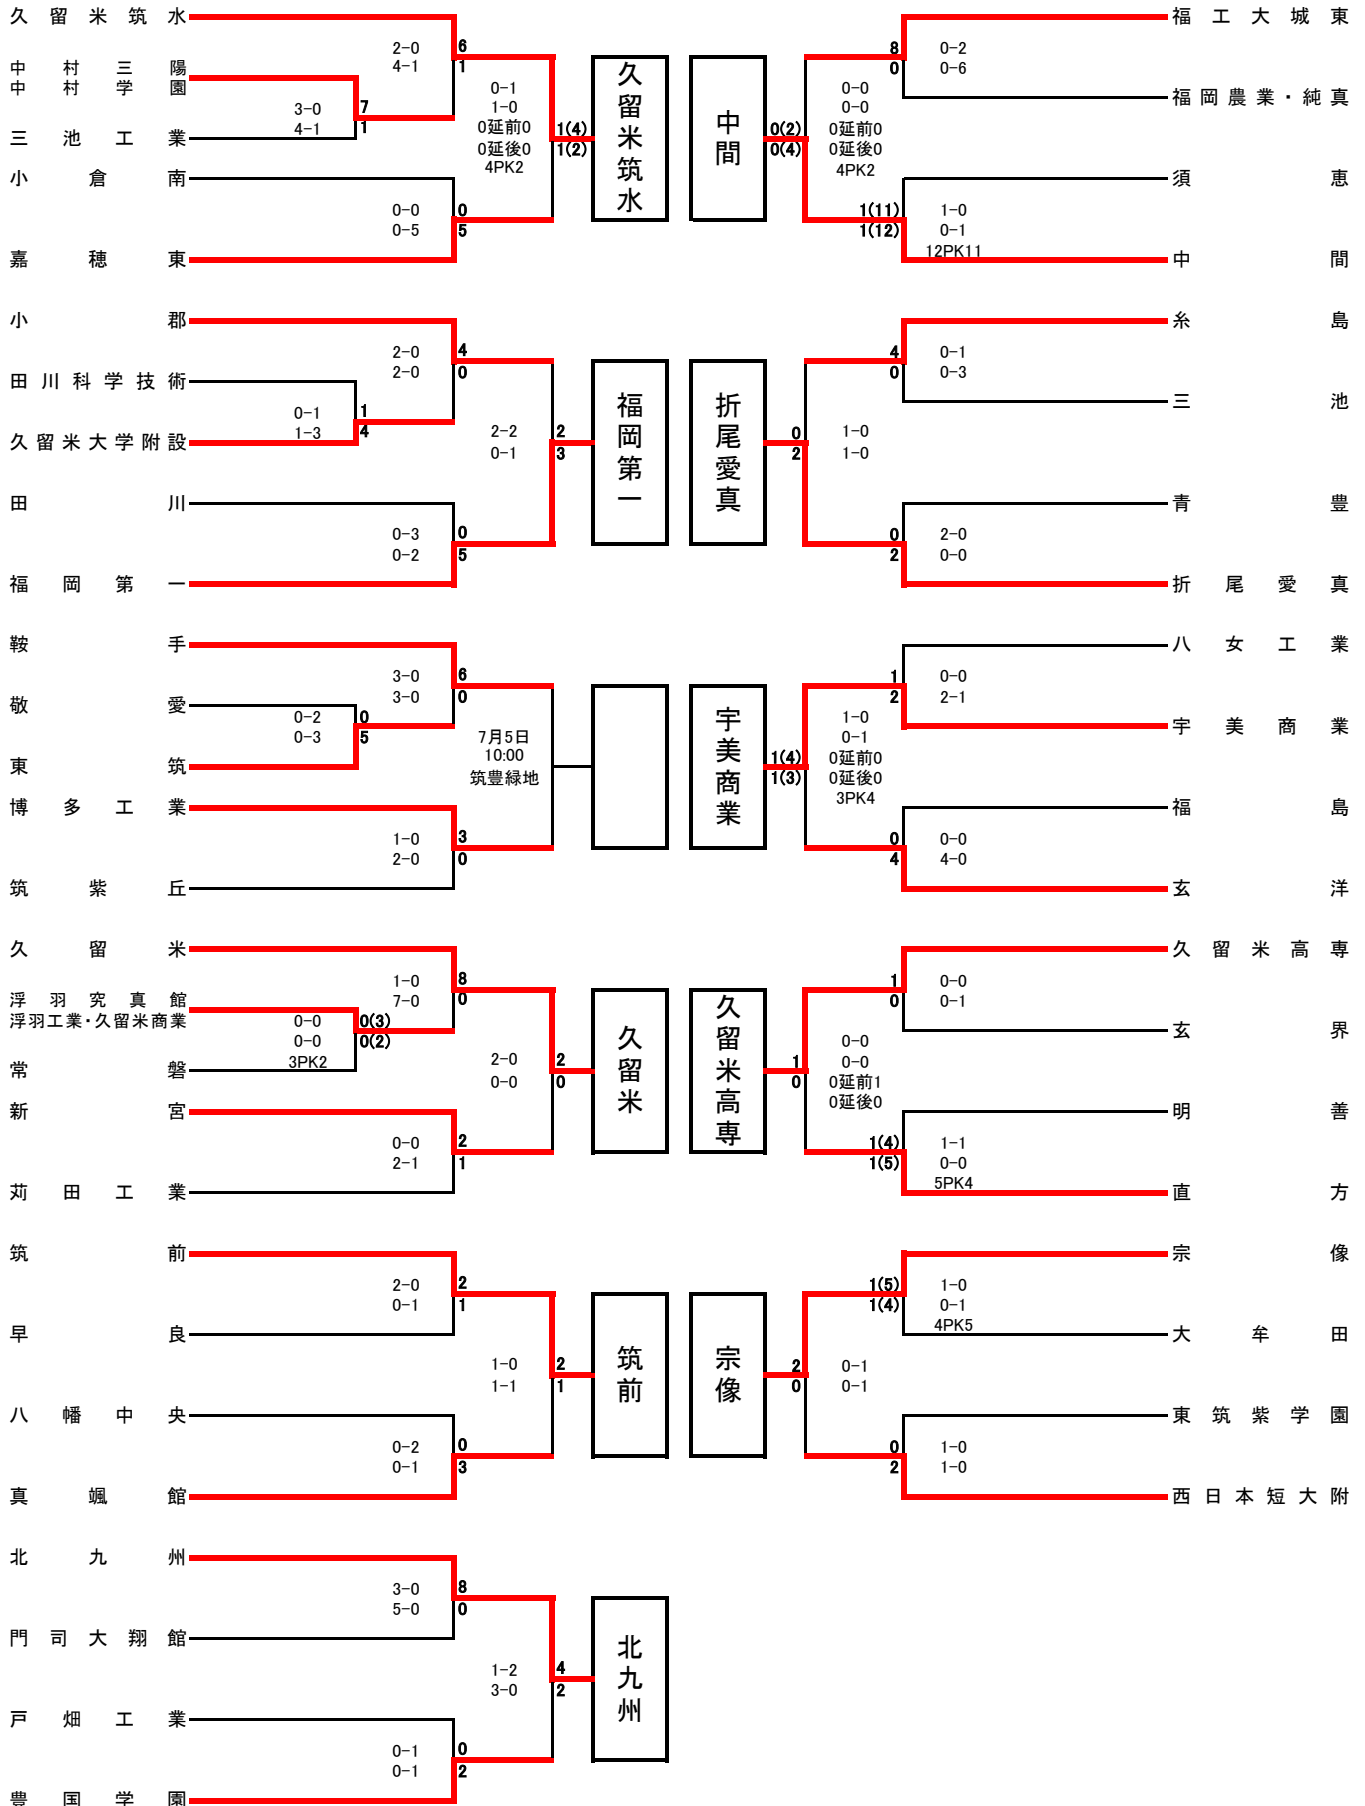 久留米筑水
2-0
4-1
6
1
中村三陽
中村学園
3-0
4-1
7
1
三池工業
0-1
1-0
0延前0
0延後0
4PK2
1(4)
1(2)
久留米筑水
小倉南
0-0
0-5
0
5
嘉穂東
福工大城東
8
0
0-2
0-6
福岡農業・純真
中間
0(2)
0(4)
0-0
0-0
0延前0
0延後0
4PK2
須恵
1(11)
1(12)
1-0
0-1
12PK11
中間
小郡
2-0
2-0
4
0
田川科学技術
0-1
1-3
1
4
久留米大学附設
2-2
0-1
2
3
福岡第一
田川
0-3
0-2
0
5
福岡第一
糸島
4
0
0-1
0-3
三池
折尾愛真
0
2
1-0
1-0
青豊
0
2
2-0
0-0
折尾愛真
鞍手
3-0
3-0
6
0
敬愛
0-2
0-3
0
5
東筑
7月5日
10:00
筑豊緑地
博多工業
1-0
2-0
3
0
筑紫丘
八女工業
1
2
0-0
2-1
宇美商業
宇美商業
1(4)
1(3)
1-0
0-1
0延前0
0延後0
3PK4
福島
0
4
0-0
4-0
玄洋
久留米
1-0
7-0
8
0
浮羽究真館
浮羽工業・久留米商業
0-0
0-0
3PK2
0(3)
0(2)
常磐
2-0
0-0
2
0
久留米
新宮
0-0
2-1
2
1
苅田工業
久留米高専
1
0
0-0
0-1
玄界
久留米高専
1
0
0-0
0-0
0延前1
0延後0
明善
1(4)
1(5)
1-1
0-0
5PK4
直方
筑前
2-0
0-1
2
1
早良
1-0
1-1
2
1
筑前
八幡中央
0-2
0-1
0
3
真颯館
宗像
1(5)
1(4)
1-0
0-1
4PK5
大牟田
宗像
2
0
0-1
0-1
東筑紫学園
0
2
1-0
1-0
西日本短大附
北九州
3-0
5-0
8
0
門司大翔館
1-2
3-0
4
2
北九州
戸畑工業
0-1
0-1
0
2
豊国学園